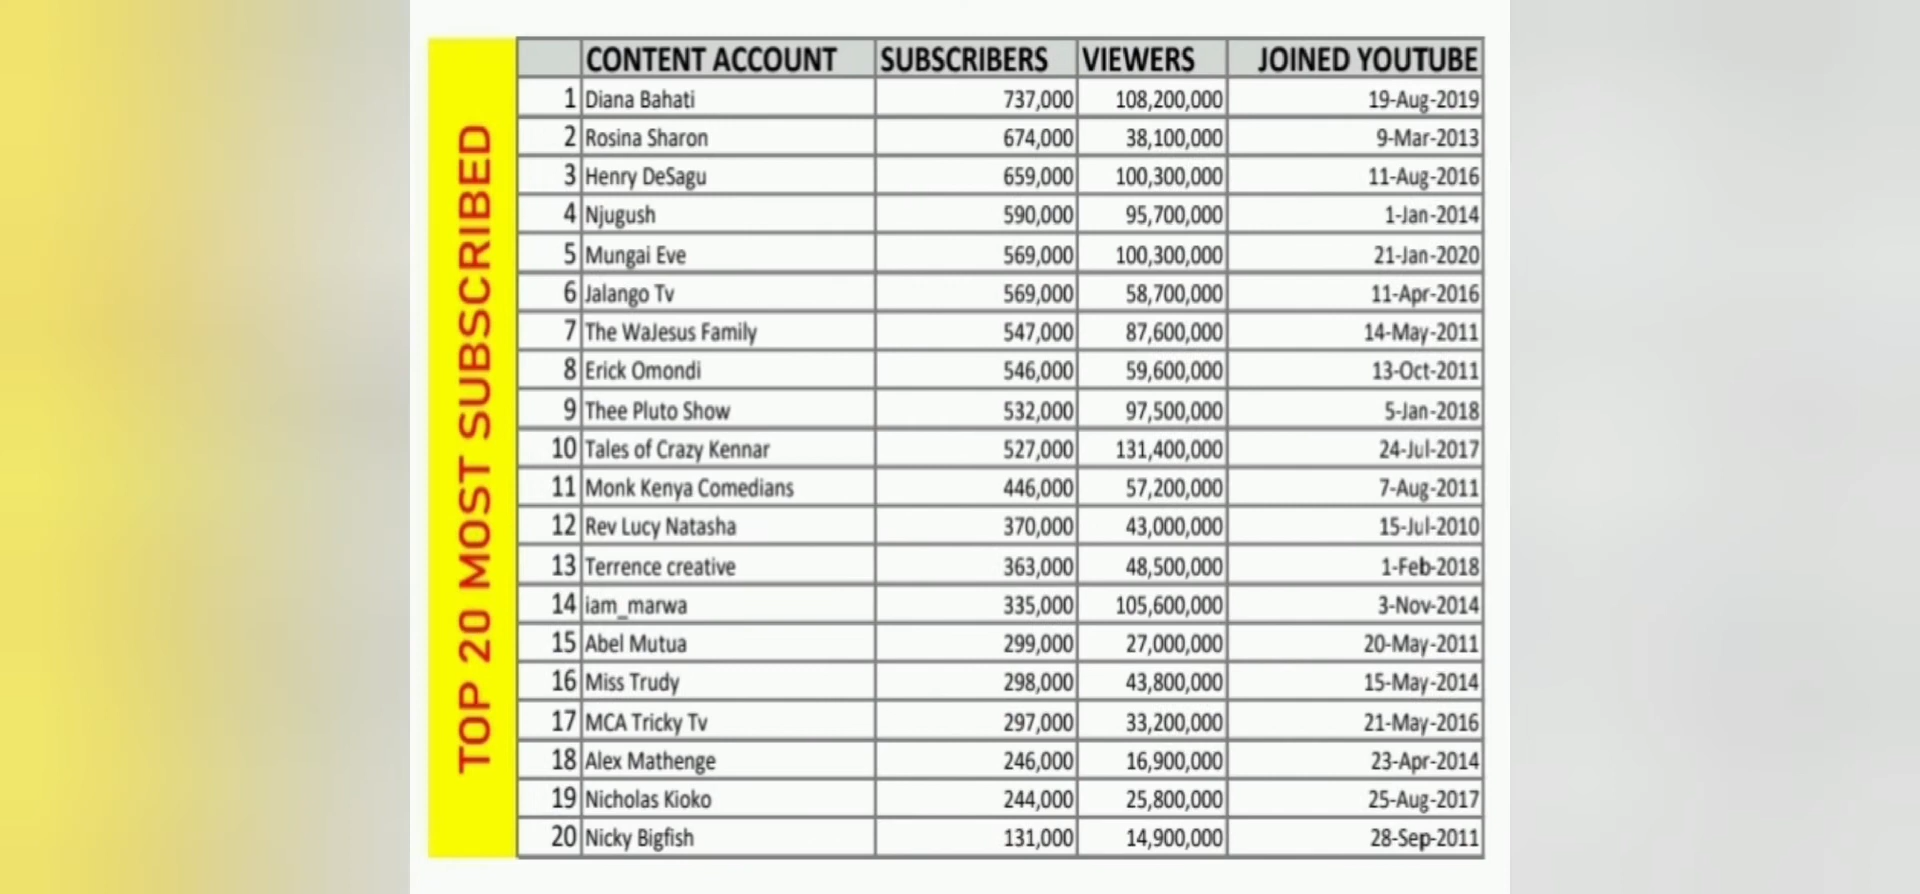 TOP 20 MOST SUBSCRIBED
CONTENT ACCOUNT SUBSCRIBERS VIEWERS JOINED YOUTUBE
1 Diana Bahati 737,000 108,200,000 19-Aug-2019
2 Rosina Sharon 674,000 38,100,000 9-Mar-2013
3 Henry DeSagu 659,000 100,300,000 11-Aug-2016
4 Njugush 590,000 95,700,000 1-Jan-2014
5 Mungai Eve 569,000 100,300,000 21-Jan-2020
6 Jalango Tv 569,000 58,700,000 11-Apr-2016
7 The WaJesus Family 547,000 87,600,000 14-May-2011
8 Erick Omondi 546,000 59,600,000 13-Oct-2011
9 Thee Pluto Show 532,000 97,500,000 5-Jan-2018
10 Tales of Crazy Kennar 527,000 131,400,000 24-Jul-2017
11 Monk Kenya Comedians 446,000 57,200,000 7-Aug-2011
12 Rev Lucy Natasha 370,000 43,000,000 15-Jul-2010
13 Terrence creative 363,000 48,500,000 1-Feb-2018
14 iam_marwa 335,000 105,600,000 3-Nov-2014
15 Abel Mutua 299,000 27,000,000 20-May-2011
16 Miss Trudy 298,000 43,800,000 15-May-2014
17 MCA Tricky Tv 297,000 33,200,000 21-May-2016
18 Alex Mathenge 246,000 16,900,000 23-Apr-2014
19 Nicholas Kioko 244,000 25,800,000 25-Aug-2017
20 Nicky Bigfish 131,000 14,900,000 28-Sep-2011